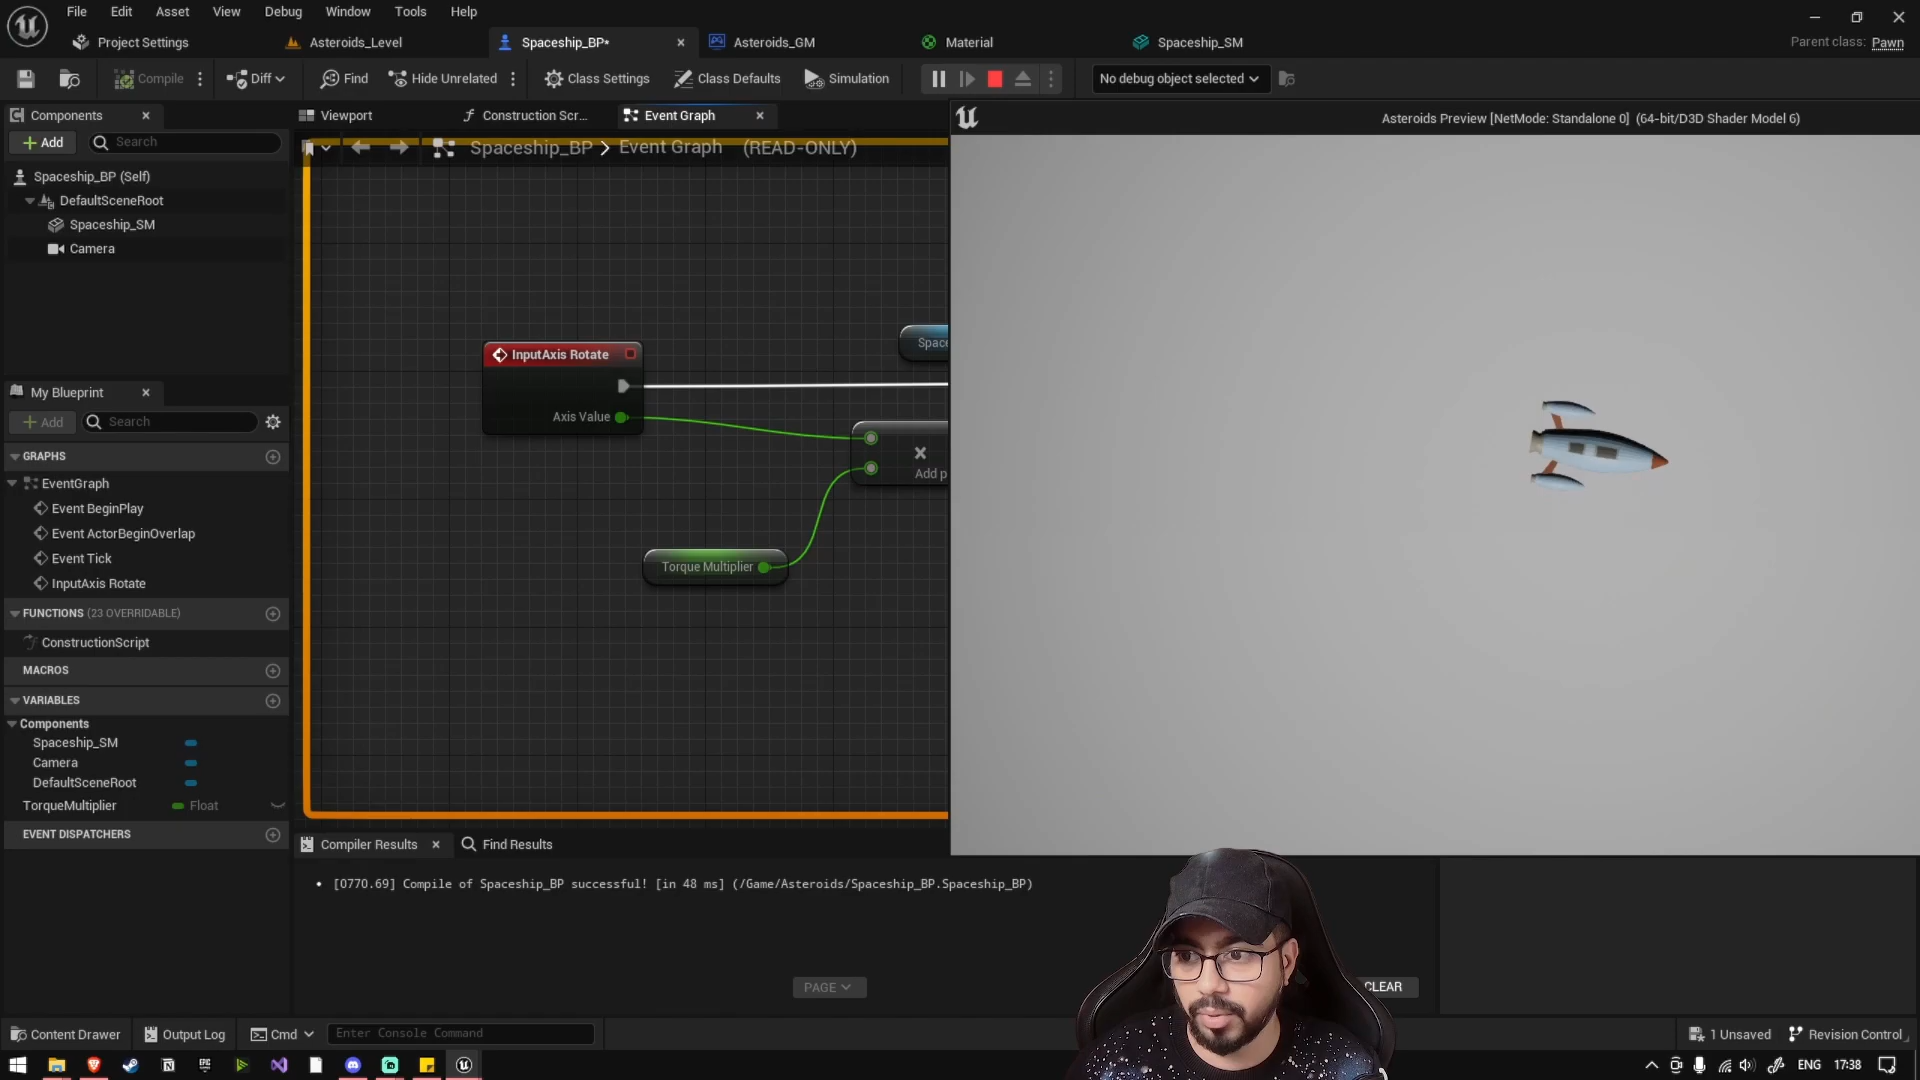 File Edit Asset View Debug Window Tools Help
Project Settings
Asteroids_Level
Spaceship_BP*
Asteroids_GM
Material
Spaceship_SM
Parent class: Pawn
Compile
Diff
Find
Hide Unrelated
Class Settings
Class Defaults
Simulation
No debug object selected
Components
Add
Search
Spaceship_BP (Self)
DefaultSceneRoot
Spaceship_SM
Camera
My Blueprint
Add
Search
GRAPHS
EventGraph
Event BeginPlay
Event ActorBeginOverlap
Event Tick
InputAxis Rotate
FUNCTIONS (23 OVERRIDABLE)
ConstructionScript
MACROS
VARIABLES
Components
Spaceship_SM
Camera
DefaultSceneRoot
TorqueMultiplier Float
EVENT DISPATCHERS
Viewport
Construction Scr...
Event Graph
Spaceship_BP > Event Graph (READ-ONLY)
InputAxis Rotate
Axis Value
Space
Add p
Torque Multiplier
Asteroids Preview [NetMode: Standalone 0] (64-bit/D3D Shader Model 6)
Compiler Results
Find Results
[0770.69] Compile of Spaceship_BP successful! [in 48 ms] (/Game/Asteroids/Spaceship_BP.Spaceship_BP)
PAGE
CLEAR
Content Drawer
Output Log
Cmd
Enter Console Command
1 Unsaved
Revision Control
EPIC
ENG
17:38